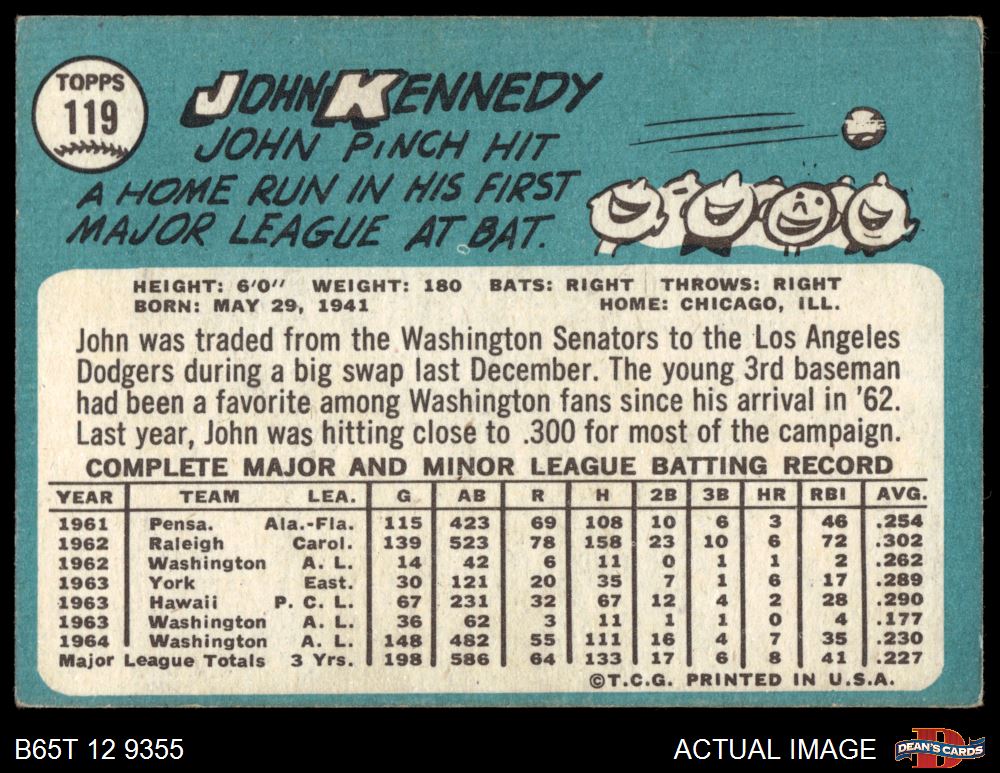 TOPPS
119
JOHN KENNEDY
JOHN PINCH HIT
A HOME RUN IN HIS FIRST
MAJOR LEAGUE AT BAT.
HEIGHT: 6'0" WEIGHT: 180 BATS: RIGHT THROWS: RIGHT
BORN: MAY 29, 1941 HOME: CHICAGO, ILL.
John was traded from the Washington Senators to the Los Angeles
Dodgers during a big swap last December. The young 3rd baseman
had been a favorite among Washington fans since his arrival in '62.
Last year, John was hitting close to .300 for most of the campaign.
COMPLETE MAJOR AND MINOR LEAGUE BATTING RECORD
YEAR TEAM LEA. G AB R H 2B 3B HR RBI AVG.
1961 Pensa. Ala.-Fla. 115 423 69 108 10 6 3 46 .254
1962 Raleigh Carol. 139 523 78 158 23 10 6 72 .302
1962 Washington A. L. 14 42 6 11 0 1 1 2 .262
1963 York East. 30 121 20 35 7 1 6 17 .289
1963 Hawaii P. C. L. 67 231 32 67 12 4 2 28 .290
1963 Washington A. L. 36 62 3 11 1 1 0 4 .177
1964 Washington A. L. 148 482 55 111 16 4 7 35 .230
Major League Totals 3 Yrs. 198 586 64 133 17 6 8 41 .227
©T.C.G. PRINTED IN U.S.A.
B65T 12 9355 ACTUAL IMAGE
D
DEAN'S CARDS